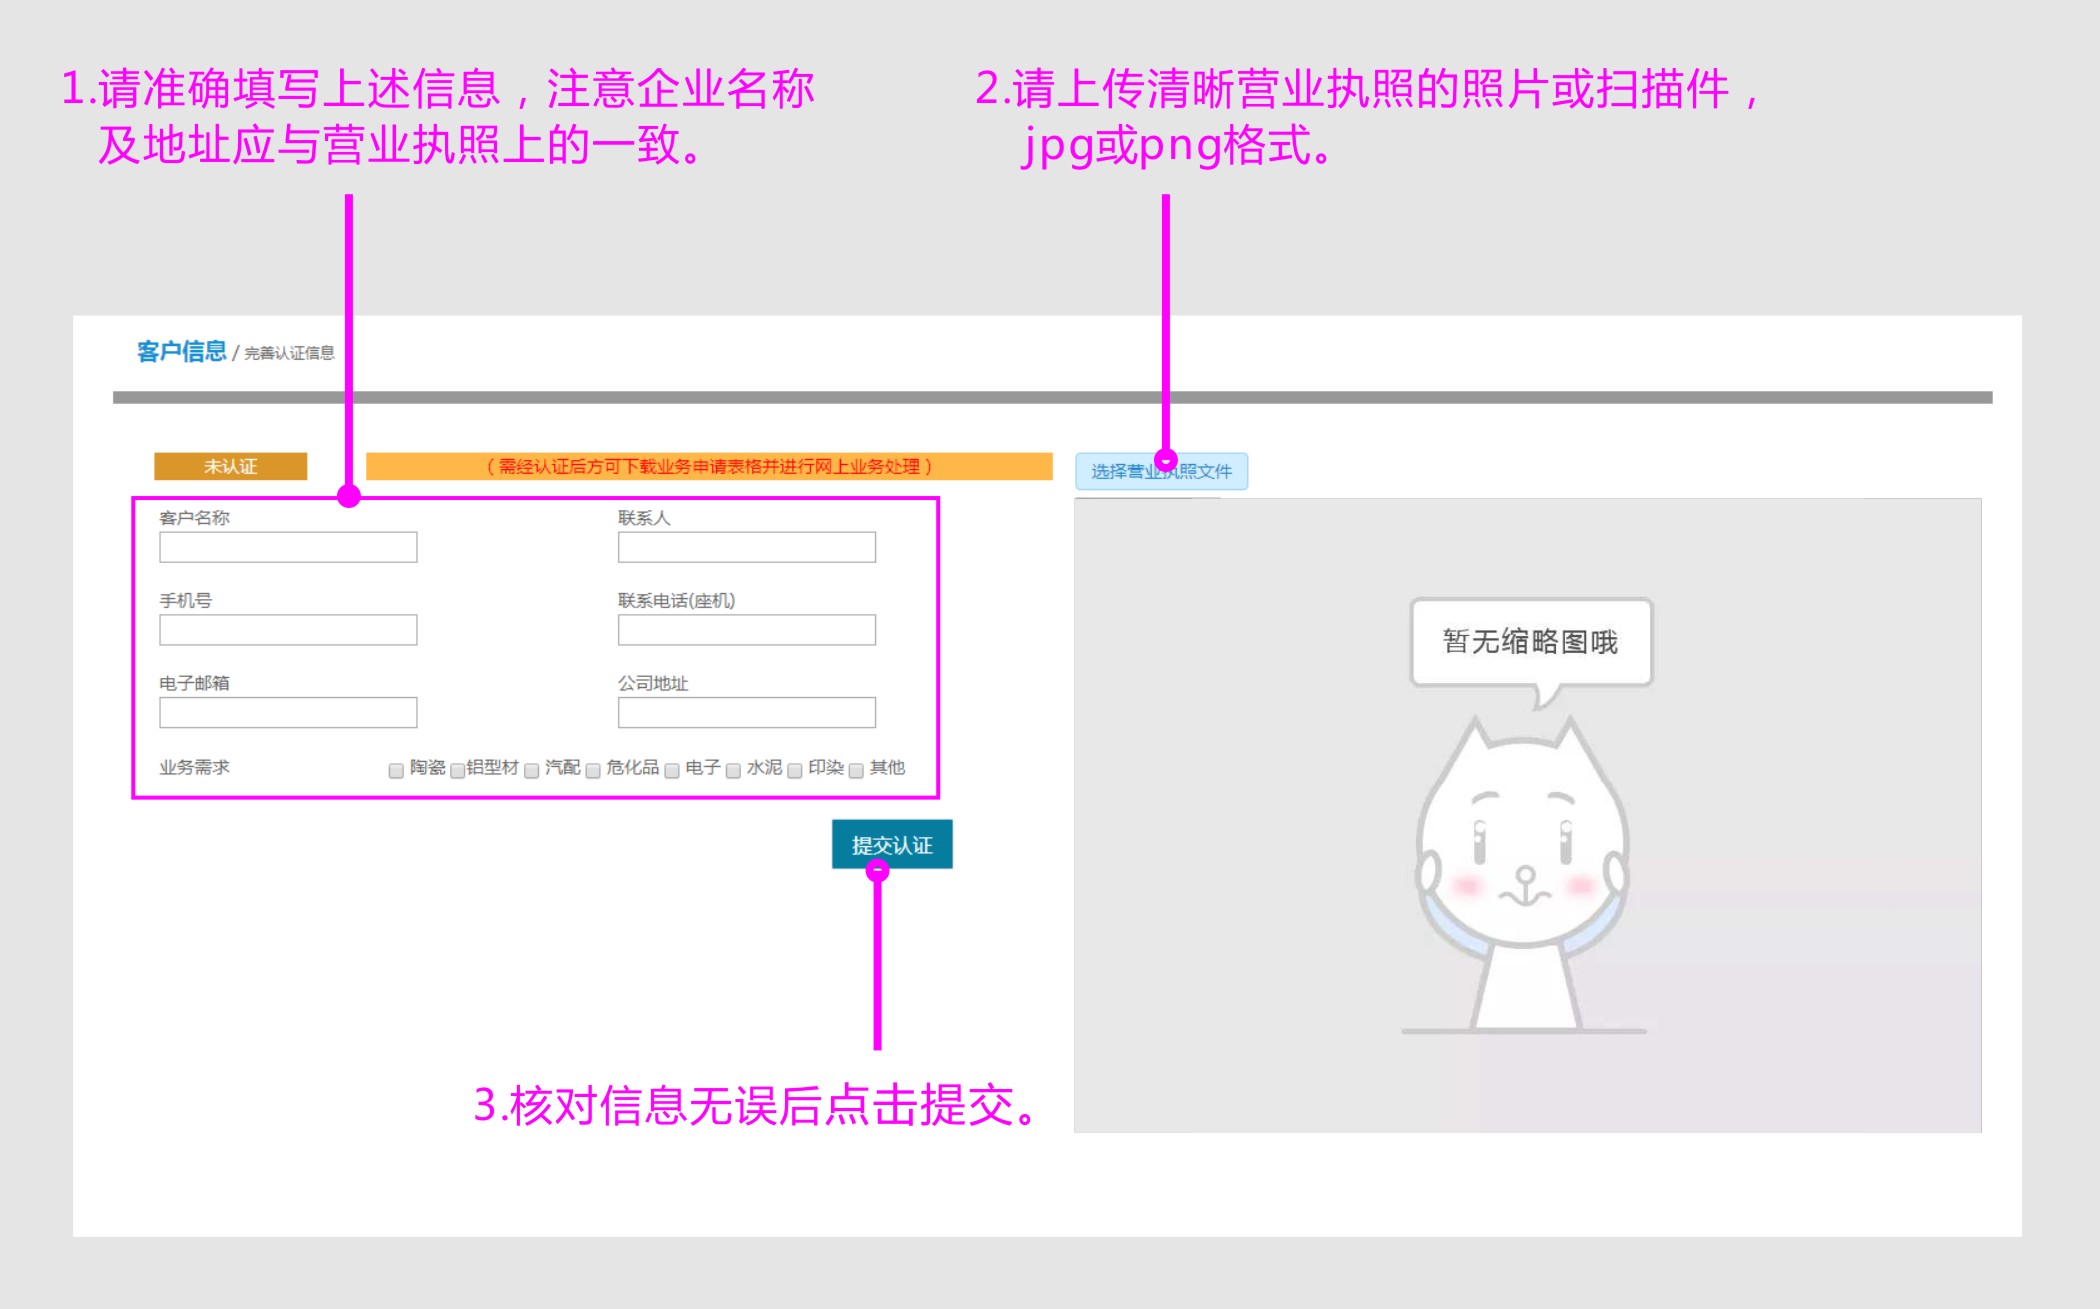 1.请准确填写上述信息，注意企业名称
及地址应与营业执照上的一致。
2.请上传清晰营业执照的照片或扫描件，
jpg或png格式。
客户信息 / 完善认证信息
未认证
（需经认证后方可下载业务申请表格并进行网上业务处理）
选择营业执照文件
客户名称
联系人
手机号
联系电话(座机)
电子邮箱
公司地址
业务需求 陶瓷 铝型材 汽配 危化品 电子 水泥 印染 其他
提交认证
暂无缩略图哦
3.核对信息无误后点击提交。